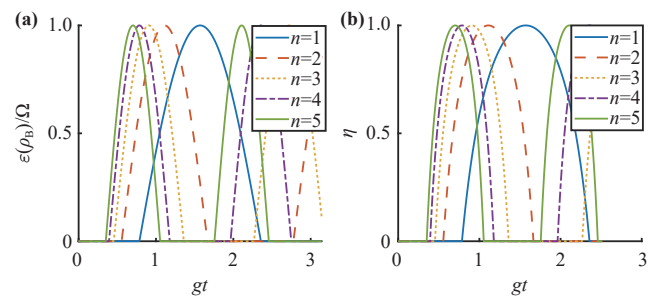 (a)
1.0
0.5
0
ε(ρB)/Ω
0 1 2 3
gt
n=1
n=2
n=3
n=4
n=5
(b)
1.0
0.5
0
η
0 1 2 3
gt
n=1
n=2
n=3
n=4
n=5